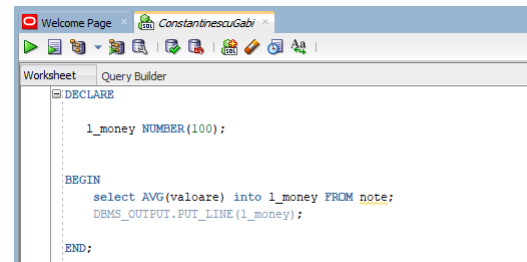 Welcome Page
ConstantinescuGabi
Worksheet Query Builder
DECLARE
l_money NUMBER(100);
BEGIN
select AVG(valoare) into l_money FROM note;
DBMS_OUTPUT.PUT_LINE(l_money);
END;